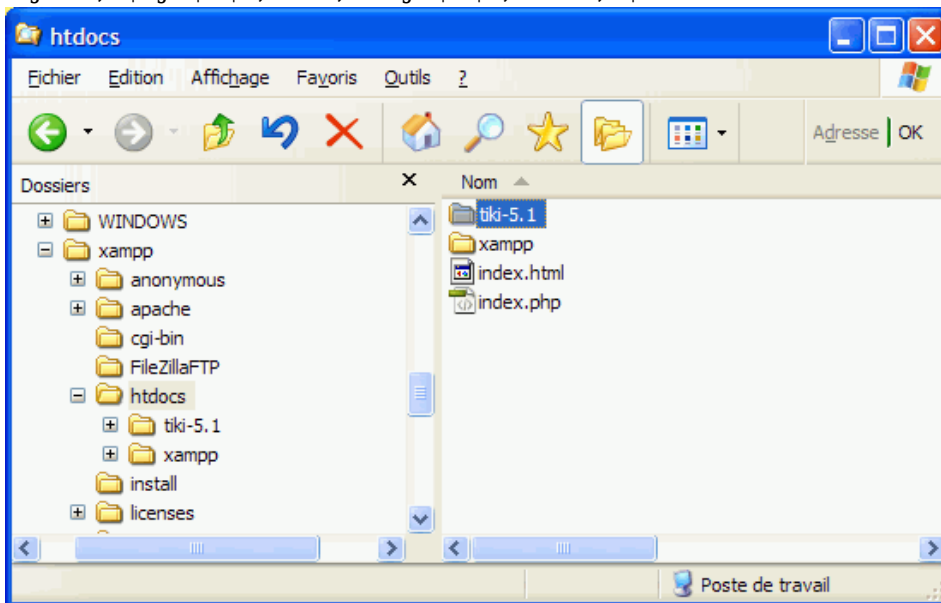 htdocs
Fichier Edition Affichage Favoris Outils ?
Adresse OK
Dossiers
WINDOWS
xampp
anonymous
apache
cgi-bin
FileZillaFTP
htdocs
tiki-5.1
xampp
install
licenses
Nom
tiki-5.1
xampp
index.html
index.php
Poste de travail